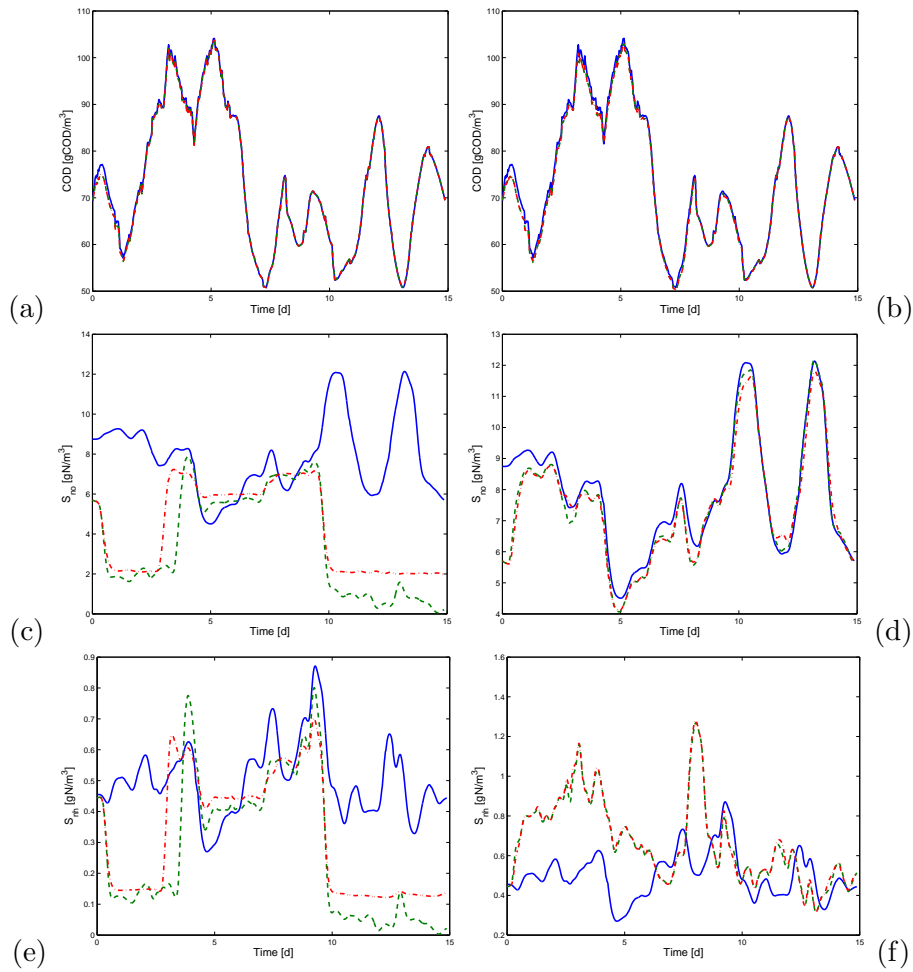 110
100
90
80
70
60
50
COD [gCOD/m³]
0 5 10 15
Time [d]
(a)
110
100
90
80
70
60
50
COD [gCOD/m³]
0 5 10 15
Time [d]
(b)
14
12
10
8
6
4
2
0
S_no [gN/m³]
0 5 10 15
Time [d]
(c)
13
12
11
10
9
8
7
6
5
4
S_no [gN/m³]
0 5 10 15
Time [d]
(d)
0.9
0.8
0.7
0.6
0.5
0.4
0.3
0.2
0.1
0
S_nh [gN/m³]
0 5 10 15
Time [d]
(e)
1.6
1.4
1.2
1
0.8
0.6
0.4
0.2
S_nh [gN/m³]
0 5 10 15
Time [d]
(f)